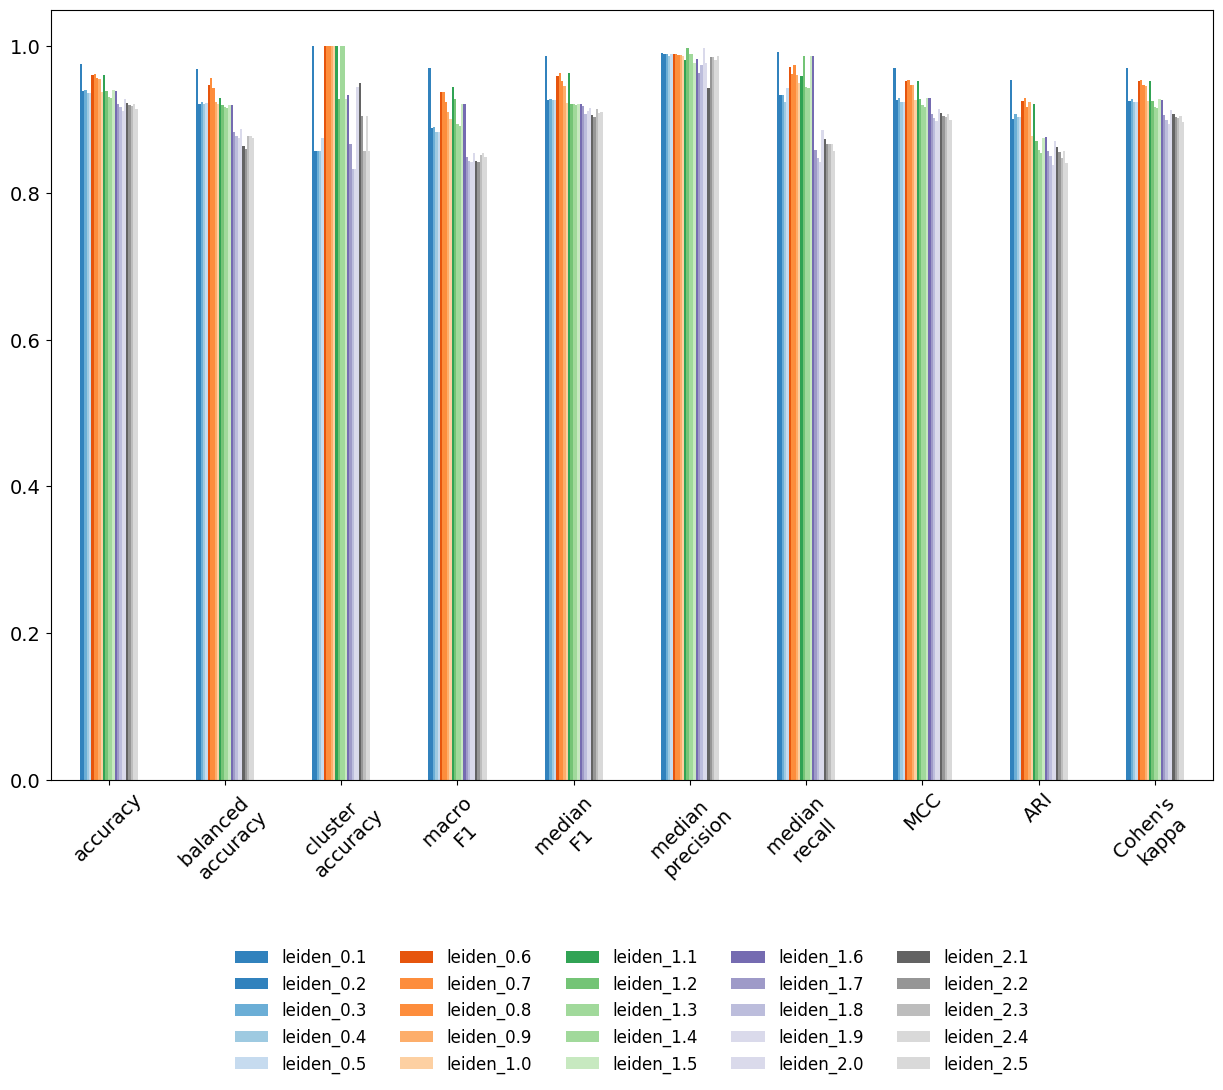 1.0
0.8
0.6
0.4
0.2
0.0
accuracy
balanced
accuracy
cluster
accuracy
macro
F1
median
F1
median
precision
median
recall
MCC
ARI
Cohen's
kappa
leiden_0.1
leiden_0.2
leiden_0.3
leiden_0.4
leiden_0.5
leiden_0.6
leiden_0.7
leiden_0.8
leiden_0.9
leiden_1.0
leiden_1.1
leiden_1.2
leiden_1.3
leiden_1.4
leiden_1.5
leiden_1.6
leiden_1.7
leiden_1.8
leiden_1.9
leiden_2.0
leiden_2.1
leiden_2.2
leiden_2.3
leiden_2.4
leiden_2.5